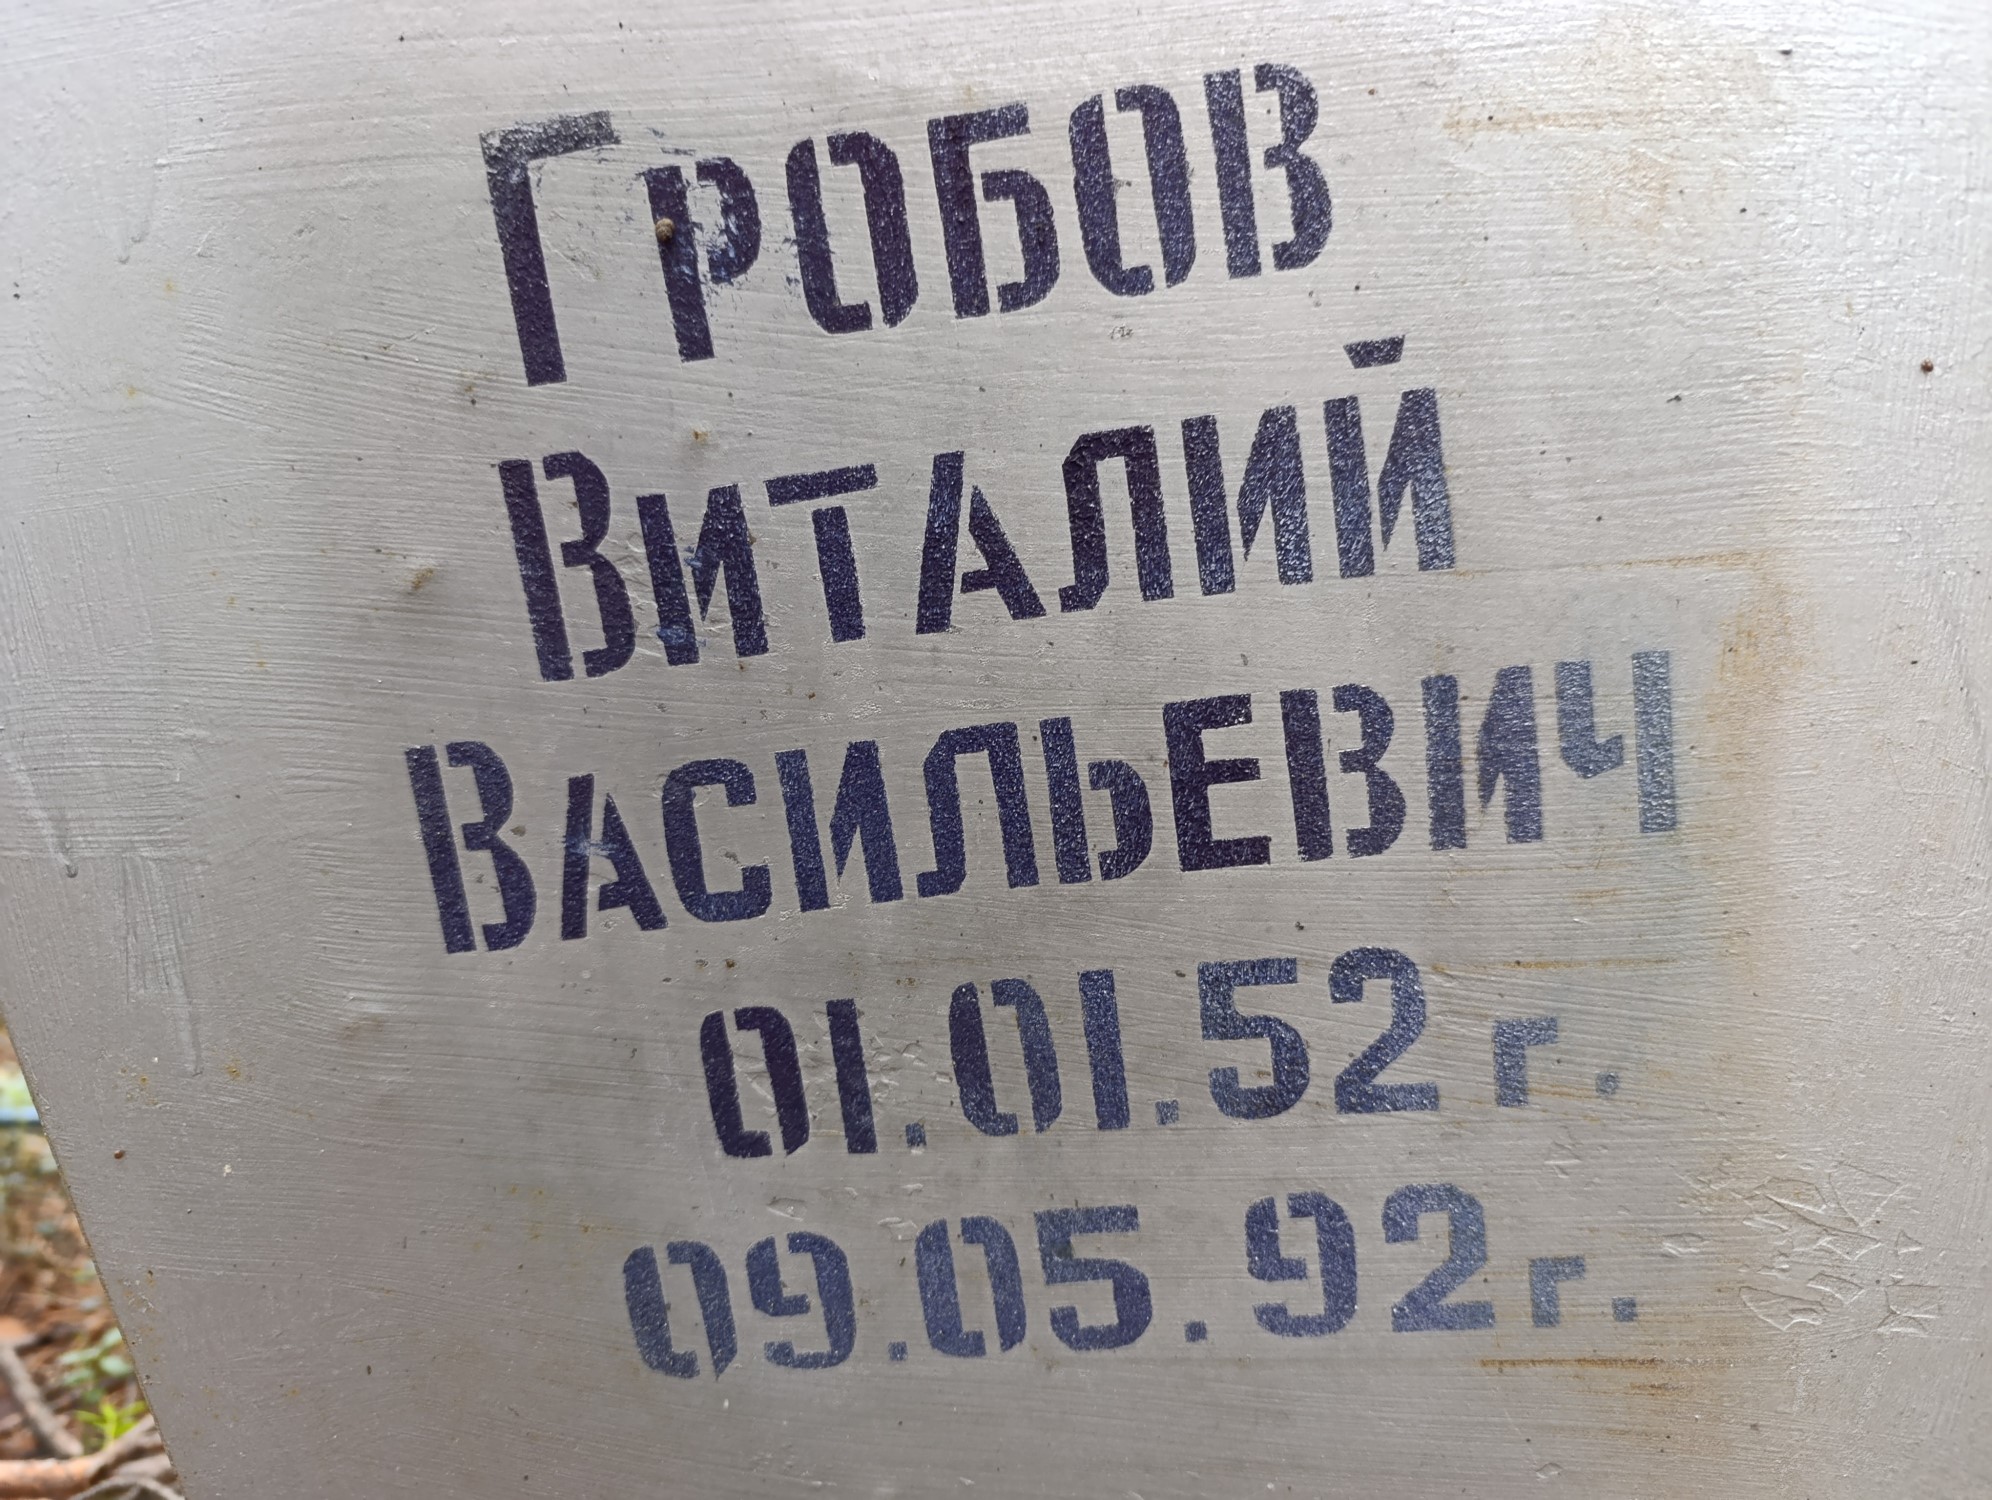 Гробов
Виталий
Васильевич
01.01.52 г.
09.05.92 г.